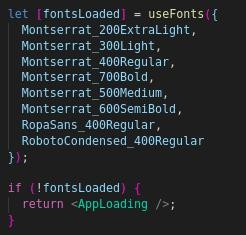 let [fontsLoaded] = useFonts({
Montserrat_200ExtraLight,
Montserrat_300Light,
Montserrat_400Regular,
Montserrat_700Bold,
Montserrat_500Medium,
Montserrat_600SemiBold,
RopaSans_400Regular,
RobotoCondensed_400Regular
});
if (!fontsLoaded) {
return <AppLoading />;
}